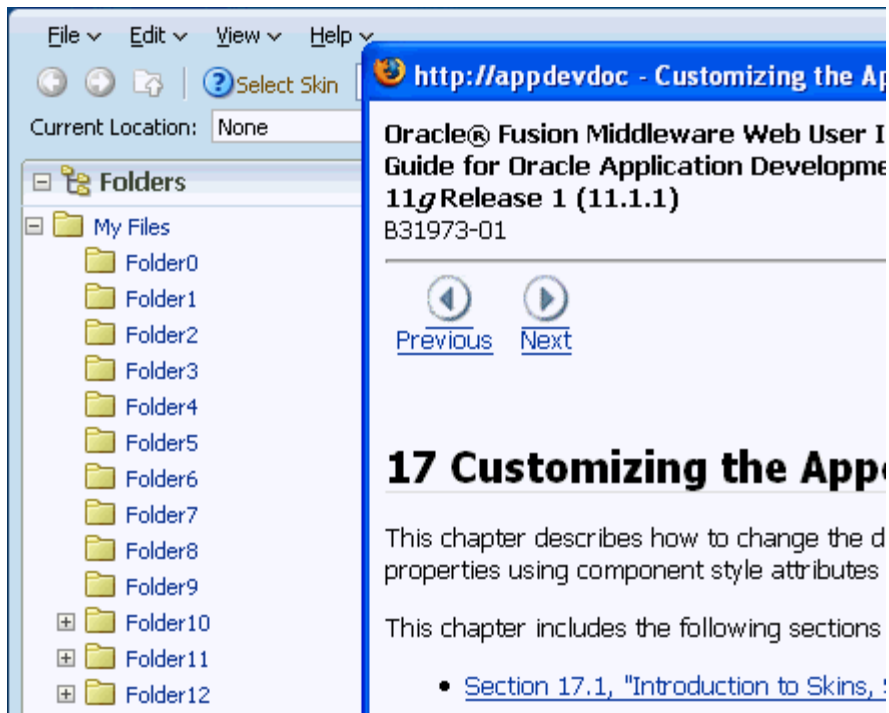 File Edit View Help
Select Skin
Current Location: None
Folders
My Files
Folder0
Folder1
Folder2
Folder3
Folder4
Folder5
Folder6
Folder7
Folder8
Folder9
Folder10
Folder11
Folder12
http://appdevdoc - Customizing the Ap
Oracle® Fusion Middleware Web User I
Guide for Oracle Application Developme
11g Release 1 (11.1.1)
B31973-01
Previous Next
17 Customizing the Appe
This chapter describes how to change the d
properties using component style attributes
This chapter includes the following sections
• Section 17.1, "Introduction to Skins,